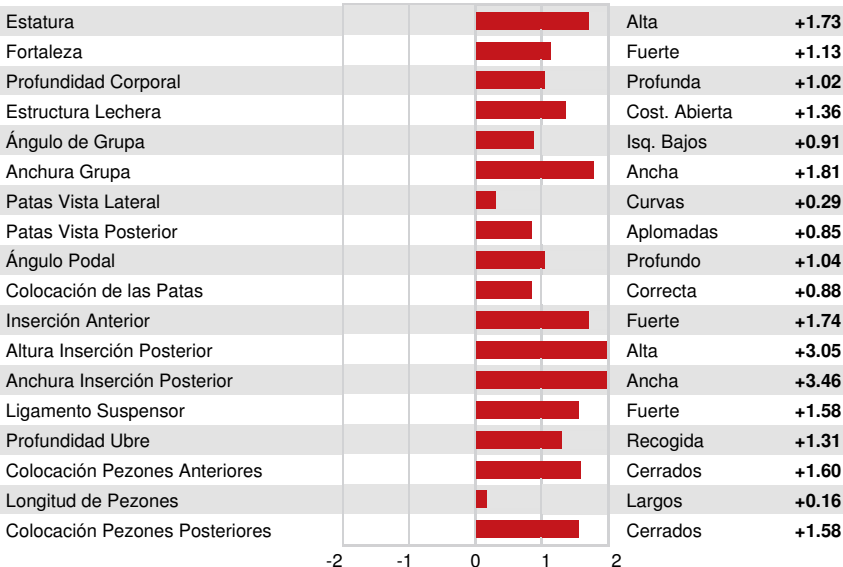 Estatura Alta +1.73
Fortaleza Fuerte +1.13
Profundidad Corporal Profunda +1.02
Estructura Lechera Cost. Abierta +1.36
Ángulo de Grupa Isq. Bajos +0.91
Anchura Grupa Ancha +1.81
Patas Vista Lateral Curvas +0.29
Patas Vista Posterior Aplomadas +0.85
Ángulo Podal Profundo +1.04
Colocación de las Patas Correcta +0.88
Inserción Anterior Fuerte +1.74
Altura Inserción Posterior Alta +3.05
Anchura Inserción Posterior Ancha +3.46
Ligamento Suspensor Fuerte +1.58
Profundidad Ubre Recogida +1.31
Colocación Pezones Anteriores Cerrados +1.60
Longitud de Pezones Largos +0.16
Colocación Pezones Posteriores Cerrados +1.58
-2 -1 0 1 2